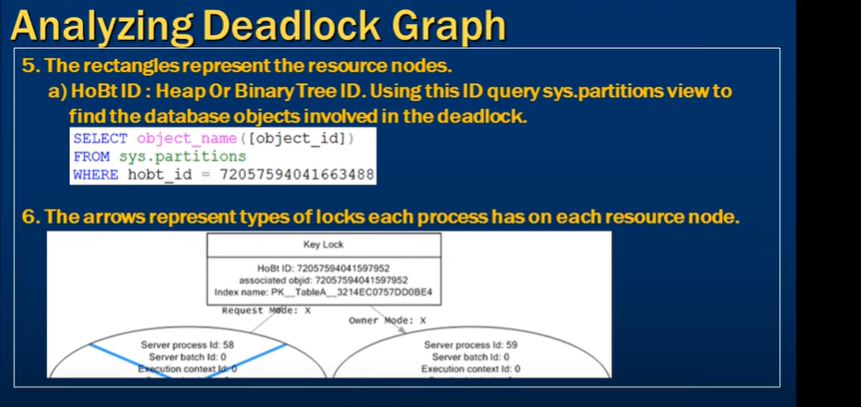 Analyzing Deadlock Graph
5. The rectangles represent the resource nodes.
a) HoBt ID : Heap Or Binary Tree ID. Using this ID query sys.partitions view to
find the database objects involved in the deadlock.
SELECT object_name([object_id])
FROM sys.partitions
WHERE hobt_id = 72057594041663488
6. The arrows represent types of locks each process has on each resource node.
Key Lock
HoBt ID: 72057594041597952
associated objid: 72057594041597952
Index name: PK__TableA__3214EC0757DD0BE4
Request Mode: X
Owner Mode: X
Server process Id: 58
Server batch Id: 0
Execution context Id: 0
Server process Id: 59
Server batch Id: 0
Execution context Id: 0